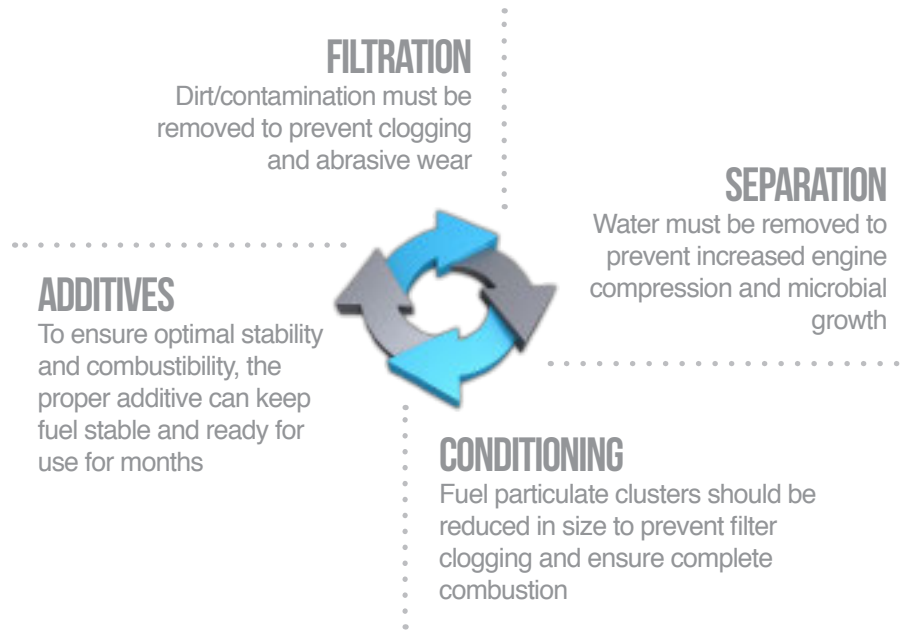 FILTRATION
Dirt/contamination must be
removed to prevent clogging
and abrasive wear
SEPARATION
Water must be removed to
prevent increased engine
compression and microbial
growth
CONDITIONING
Fuel particulate clusters should be
reduced in size to prevent filter
clogging and ensure complete
combustion
ADDITIVES
To ensure optimal stability
and combustibility, the
proper additive can keep
fuel stable and ready for
use for months